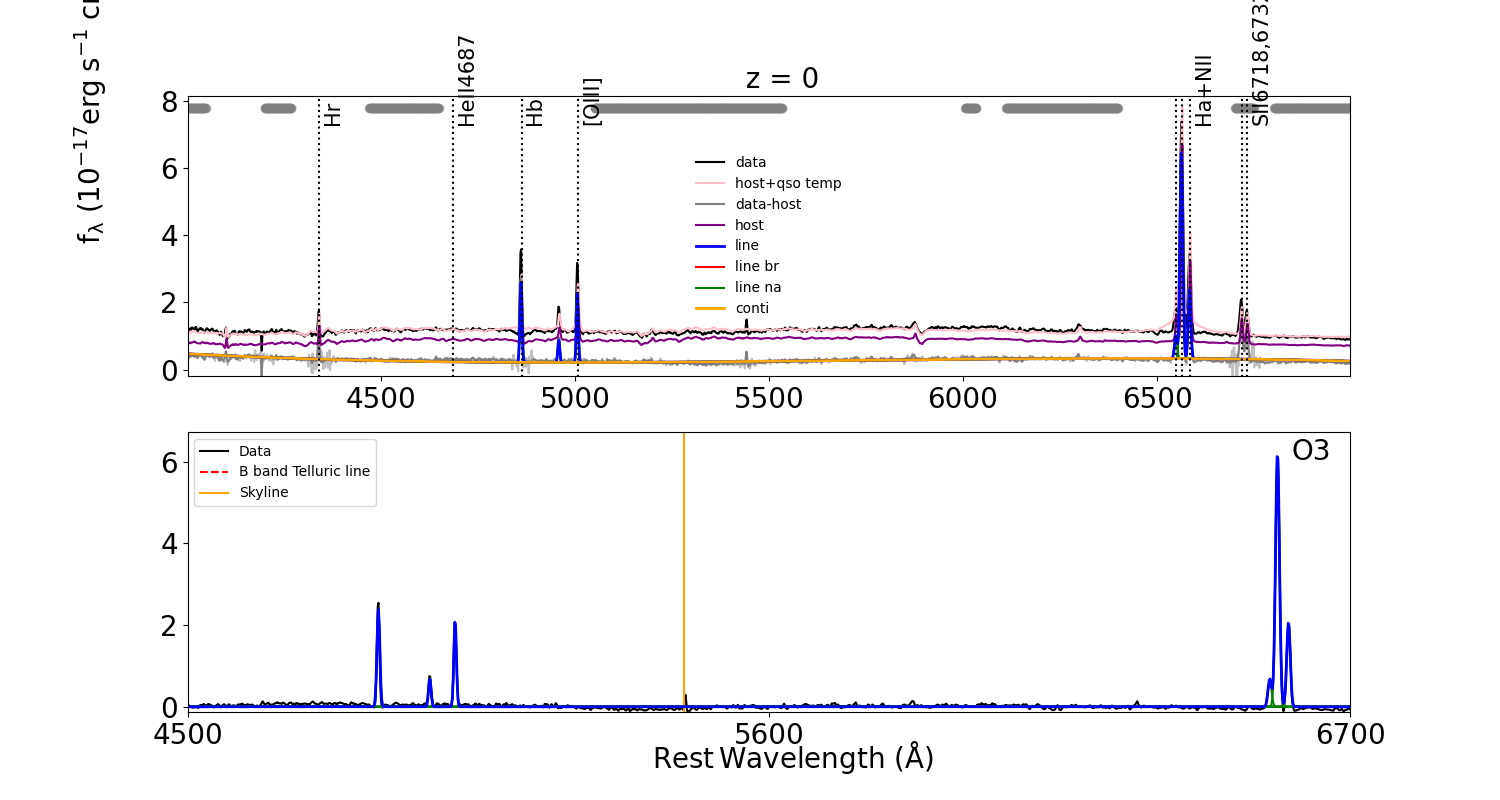 z = 0
f_λ (10^−17 erg s^−1
Hr
HeII4687
Hb
[OIII]
Ha+NII
SII6718,6732
8
6
4
2
0
data
host+qso temp
data-host
host
line
line br
line na
conti
4500 5000 5500 6000 6500
Data
B band Telluric line
Skyline
O3
6
4
2
0
4500 5600 6700
Rest Wavelength (Å)